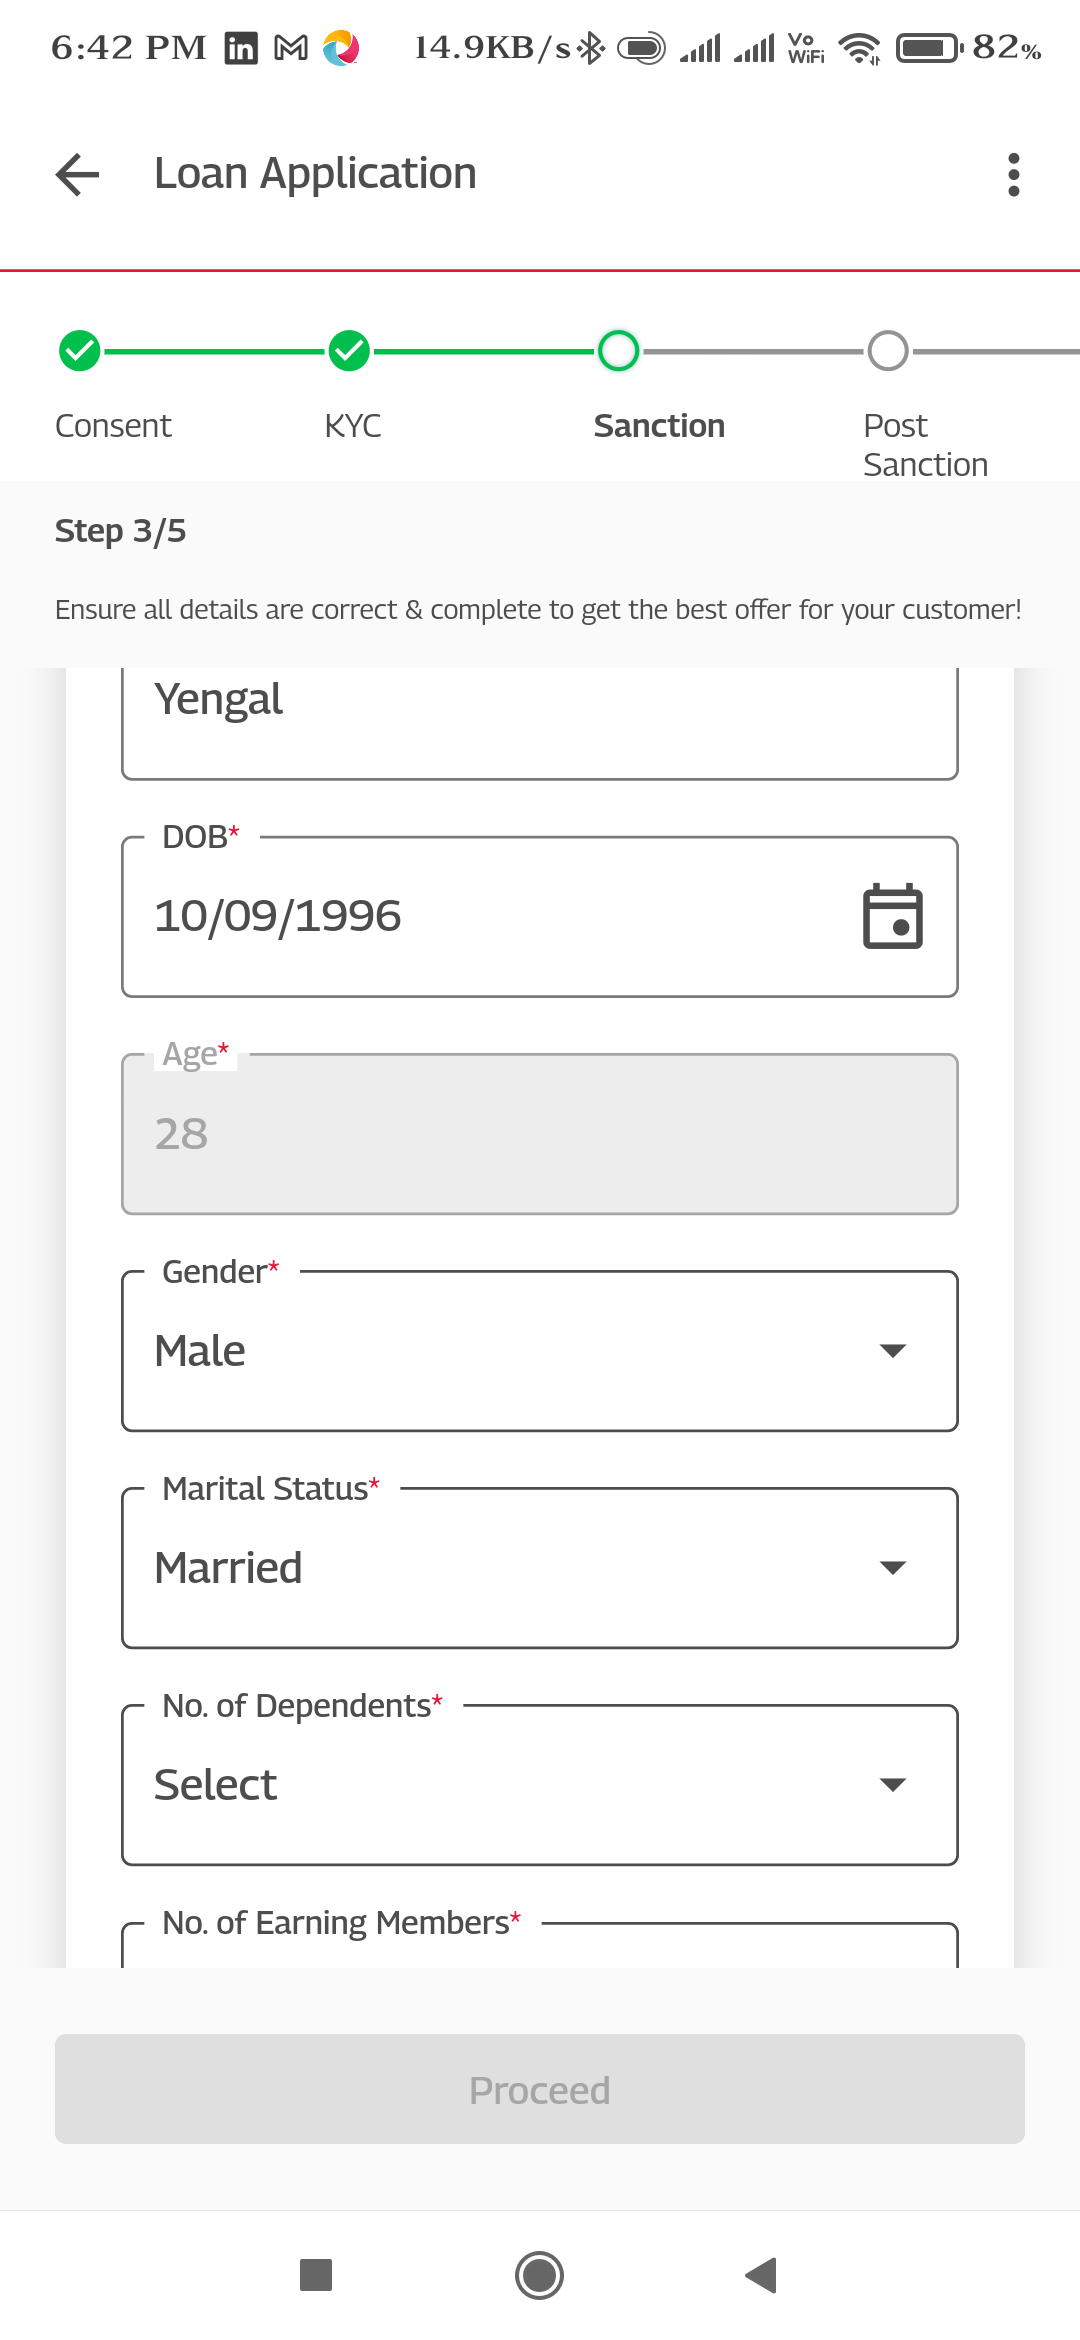 6:42 PM in 14.9KB/s Vo WiFi 82%
Loan Application
Consent KYC Sanction Post Sanction
Step 3/5
Ensure all details are correct & complete to get the best offer for your customer!
Yengal
DOB*
10/09/1996
Age*
28
Gender*
Male
Marital Status*
Married
No. of Dependents*
Select
No. of Earning Members*
Proceed